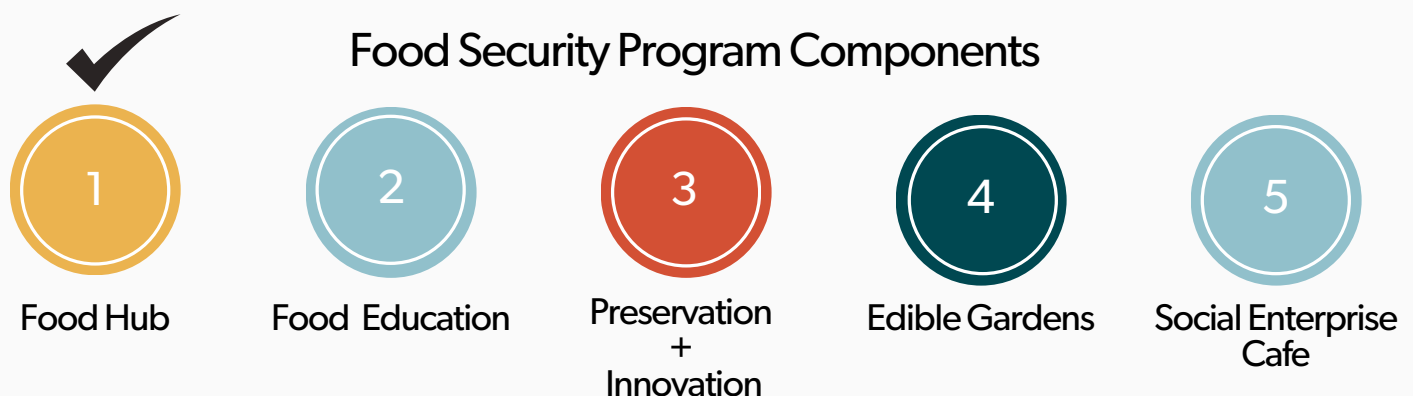 Food Security Program Components
1
2
3
4
5
Food Hub
Food Education
Preservation
+
Innovation
Edible Gardens
Social Enterprise
Cafe